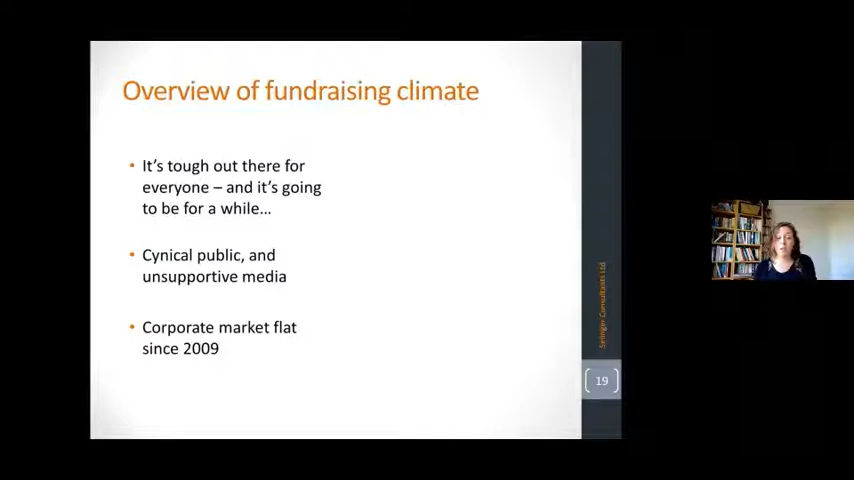 Overview of fundraising climate
• It's tough out there for
everyone – and it's going
to be for a while...
• Cynical public, and
unsupportive media
• Corporate market flat
since 2009
Consultants Ltd
19